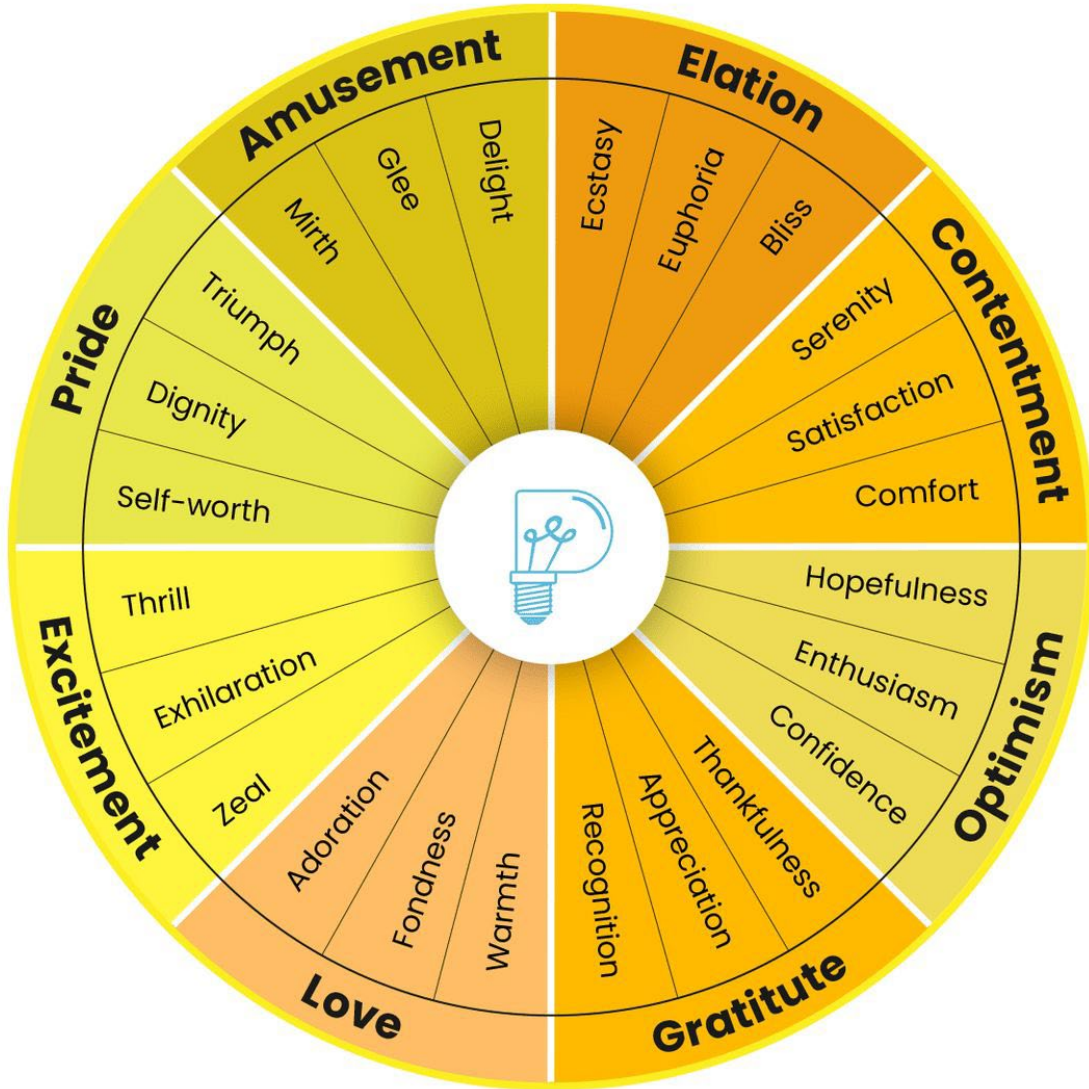 Elation
Ecstasy
Euphoria
Bliss
Contentment
Serenity
Satisfaction
Comfort
Optimism
Hopefulness
Enthusiasm
Confidence
Gratitute
Thankfulness
Appreciation
Recognition
Love
Warmth
Fondness
Adoration
Excitement
Zeal
Exhilaration
Thrill
Pride
Self-worth
Dignity
Triumph
Amusement
Mirth
Glee
Delight